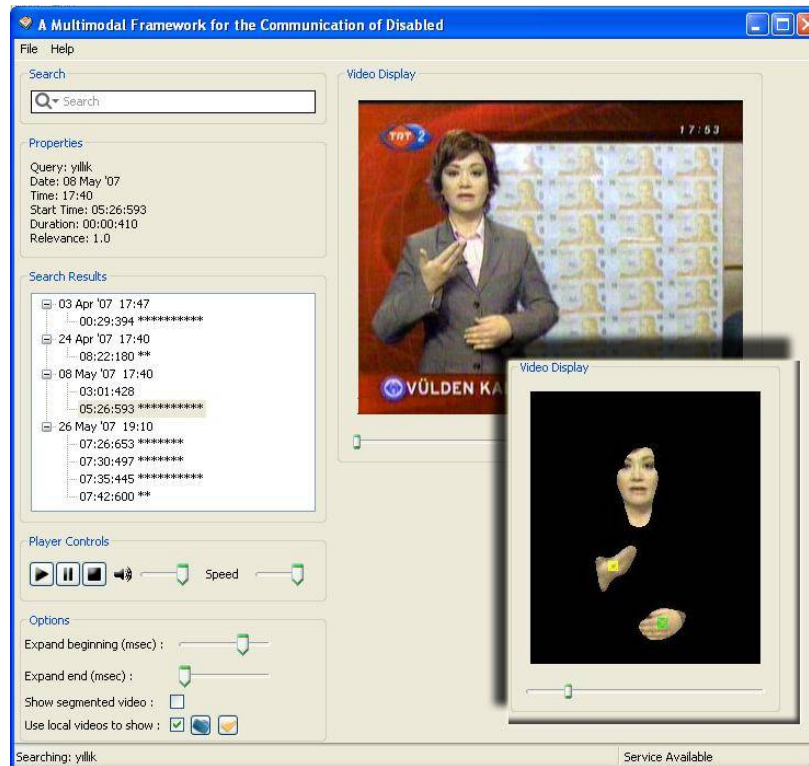 A Multimodal Framework for the Communication of Disabled
File Help
Search
Search
Properties
Query: yıllık
Date: 08 May '07
Time: 17:40
Start Time: 05:26:593
Duration: 00:00:410
Relevance: 1.0
Search Results
03 Apr '07 17:47
00:29:394 **********
24 Apr '07 17:40
08:22:180 **
08 May '07 17:40
03:01:428
05:26:593 **********
26 May '07 19:10
07:26:653 *******
07:30:497 *******
07:35:445 **********
07:42:600 **
Player Controls
Speed
Options
Expand beginning (msec) :
Expand end (msec) :
Show segmented video :
Use local videos to show :
Video Display
TRT 2
17:53
VÜLDEN KA
Video Display
Searching: yıllık
Service Available